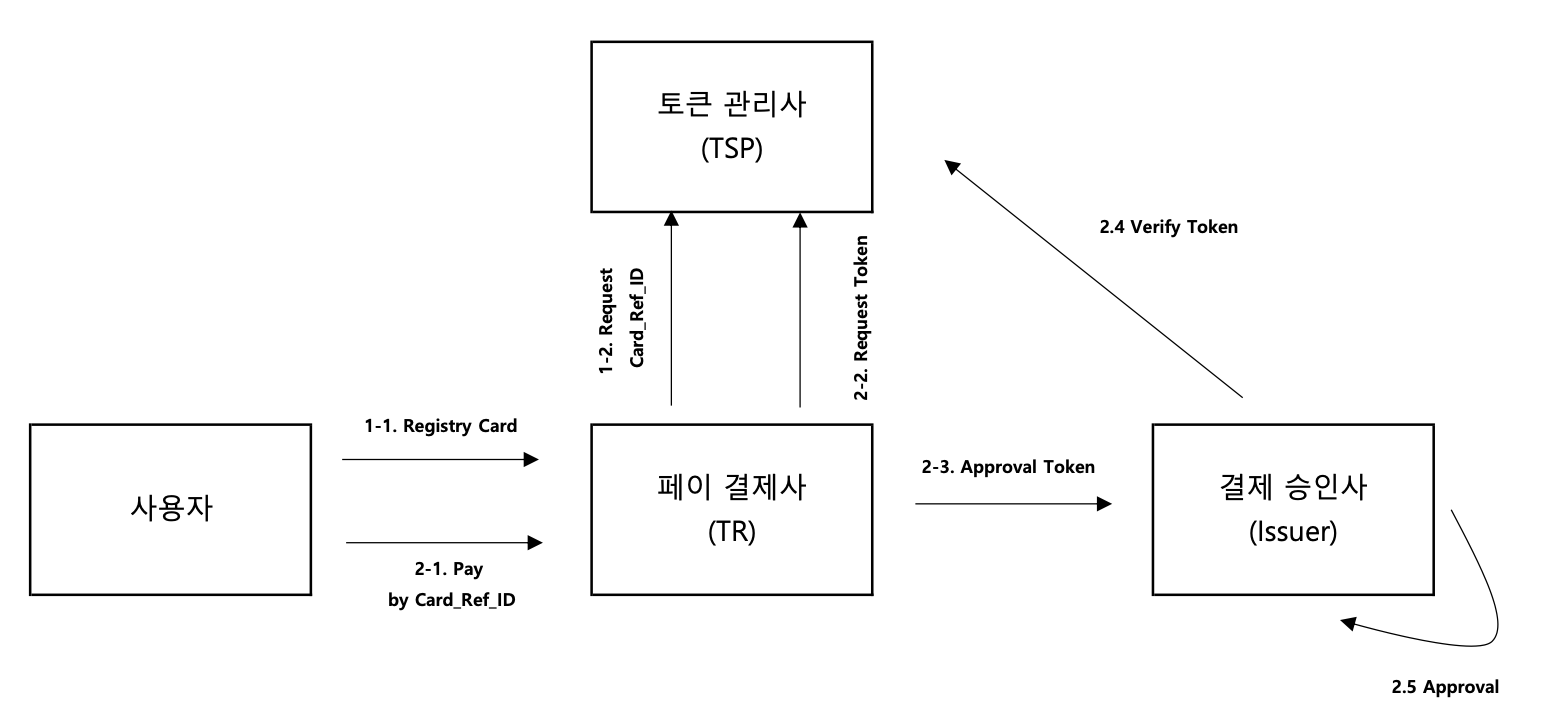 토큰 관리사
(TSP)
2.4 Verify Token
1-2. Request
Card_Ref_ID
2-2. Request Token
1-1. Registry Card
2-3. Approval Token
사용자
페이 결제사
(TR)
결제 승인사
(Issuer)
2-1. Pay
by Card_Ref_ID
2.5 Approval